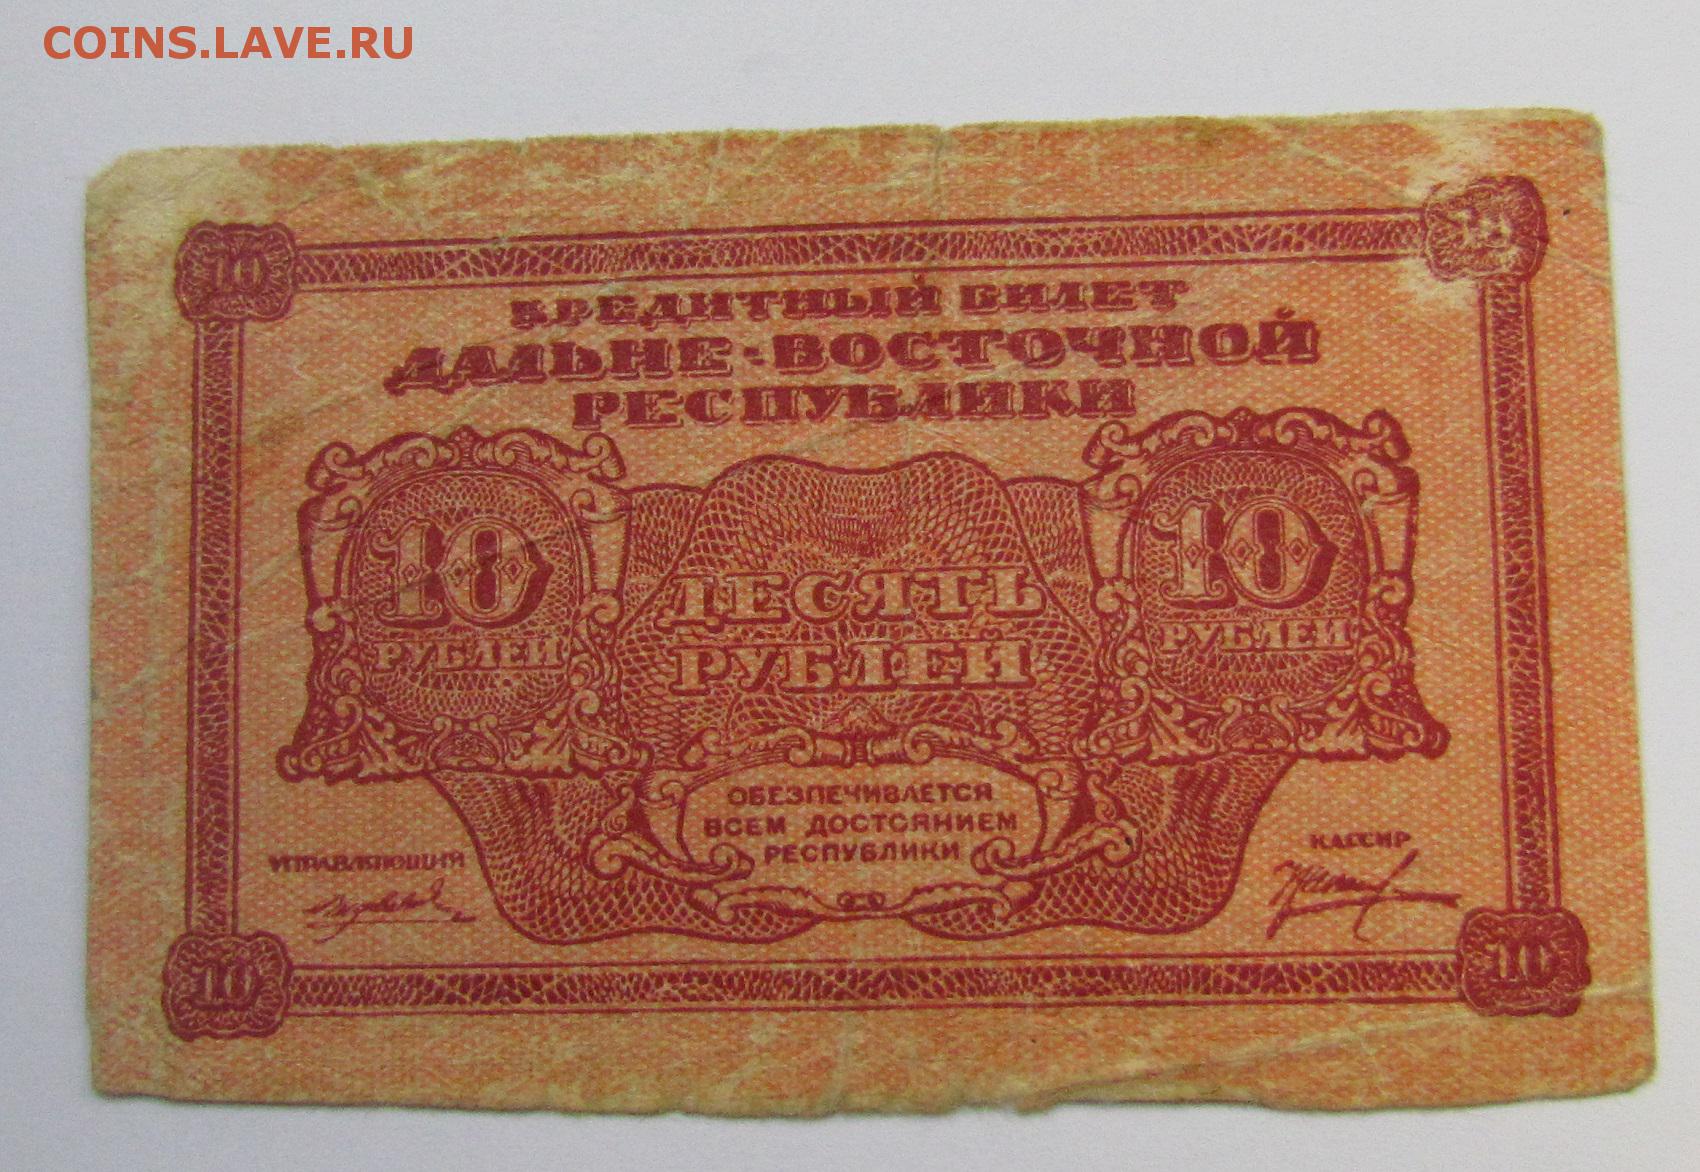 COINS.LAVE.RU
10
КРЕДИТНЫЙ БИЛЕТ
ДАЛЬНЕ-ВОСТОЧНОЙ
РЕСПУБЛИКИ
10
РУБЛЕЙ
ДЕСЯТЬ
РУБЛЕЙ
10
РУБЛЕЙ
ОБЕЗПЕЧИВАЕТСЯ
ВСЕМ ДОСТОЯНИЕМ
РЕСПУБЛИКИ
УПРАВЛЯЮЩИЙ
КАССИР
10
10